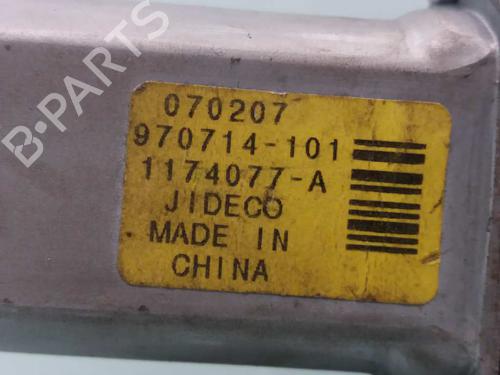 070207
970714-101
1174077-A
JIDECO
MADE IN
CHINA
B-PARTS